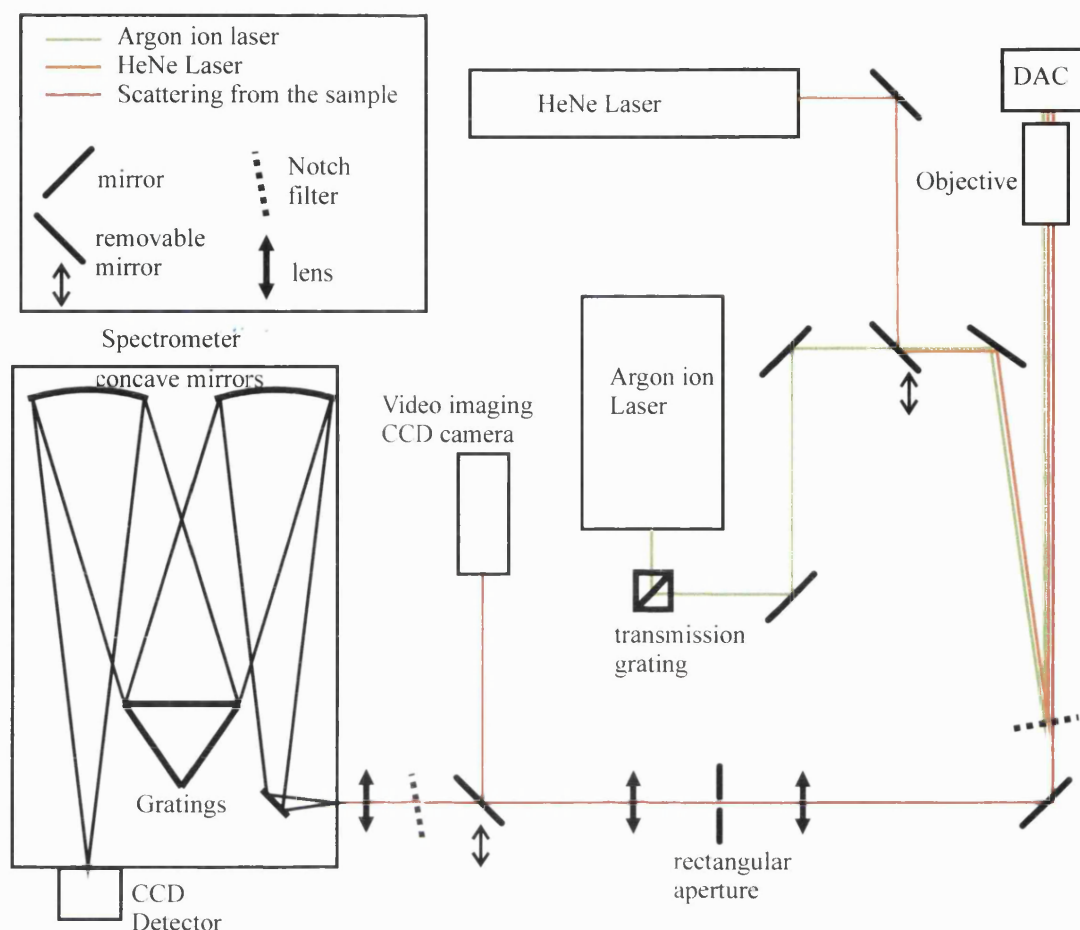 Argon ion laser
HeNe Laser
Scattering from the sample
mirror
Notch
filter
removable
mirror
lens
HeNe Laser
DAC
Objective
Spectrometer
concave mirrors
Video imaging
CCD camera
Argon ion
Laser
transmission
grating
Gratings
rectangular
aperture
CCD
Detector